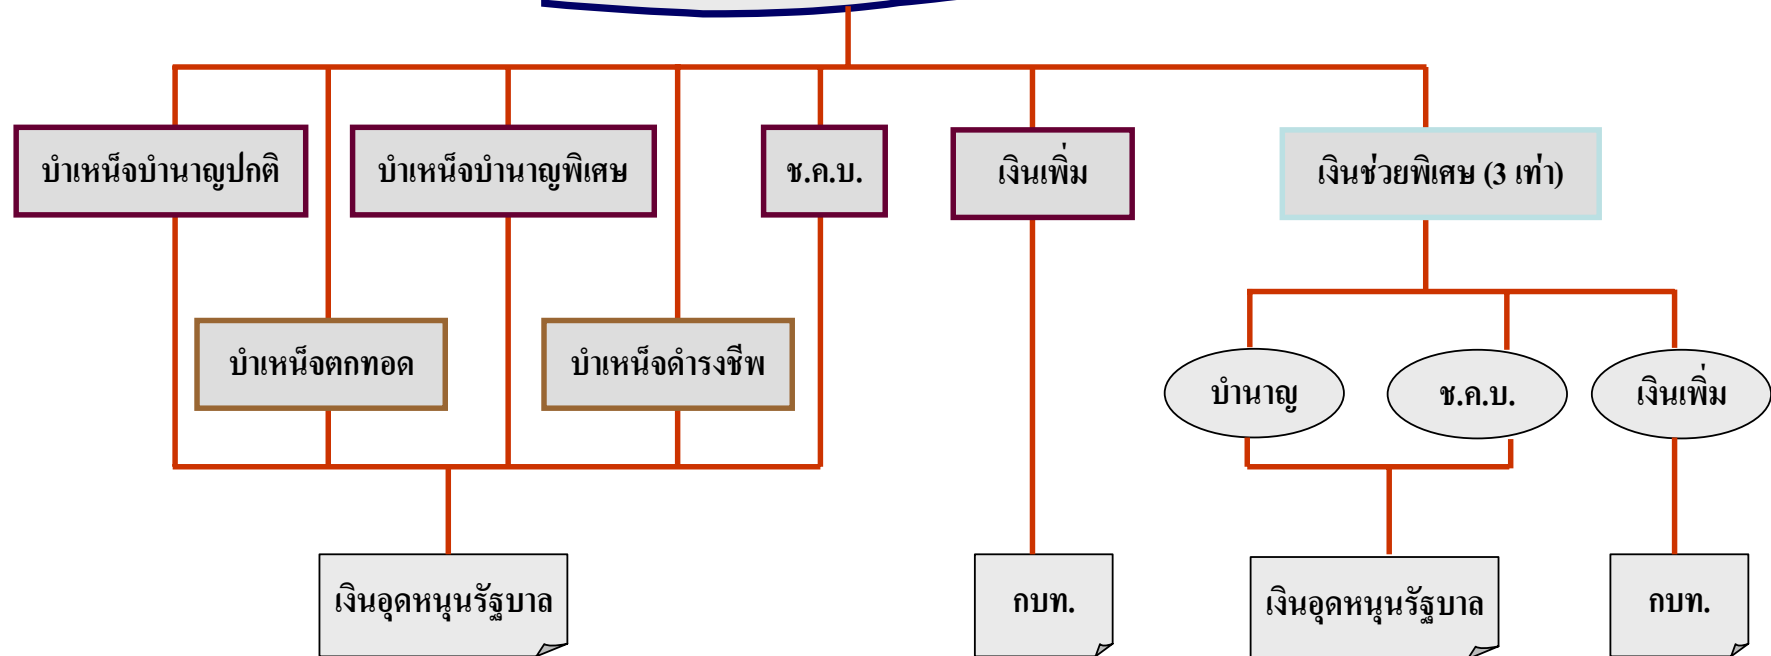 บำเหน็จบำนาญปกติ
บำเหน็จบำนาญพิเศษ
ช.ค.บ.
เงินเพิ่ม
เงินช่วยพิเศษ (3 เท่า)
บำเหน็จตกทอด
บำเหน็จดำรงชีพ
บำนาญ
ช.ค.บ.
เงินเพิ่ม
เงินอุดหนุนรัฐบาล
กบท.
เงินอุดหนุนรัฐบาล
กบท.